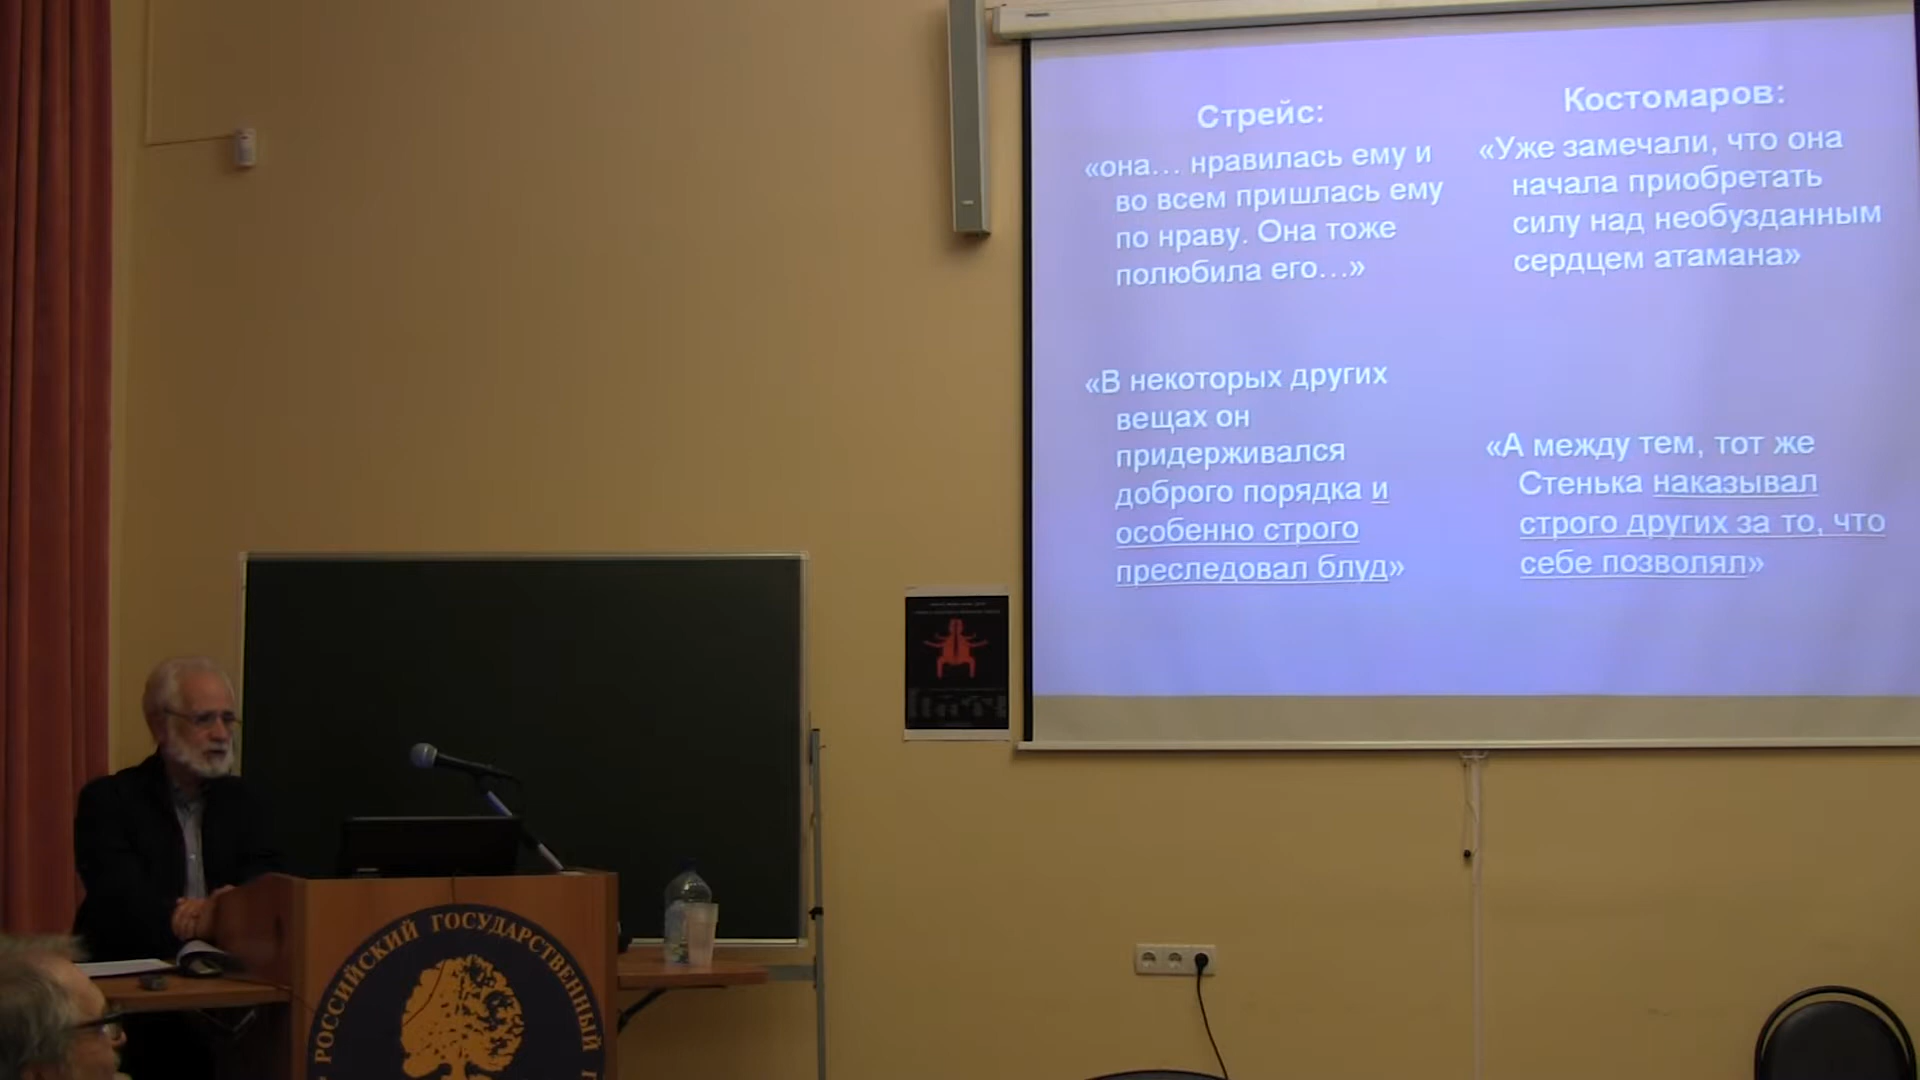 Стрейс:
«она… нравилась ему и
во всем пришлась ему
по нраву. Она тоже
полюбила его…»
«В некоторых других
вещах он
придерживался
доброго порядка и
особенно строго
преследовал блуд»
Костомаров:
«Уже замечали, что она
начала приобретать
силу над необузданным
сердцем атамана»
«А между тем, тот же
Стенька наказывал
строго других за то, что
себе позволял»
РОССИЙСКИЙ ГОСУДАРСТВЕННЫЙ